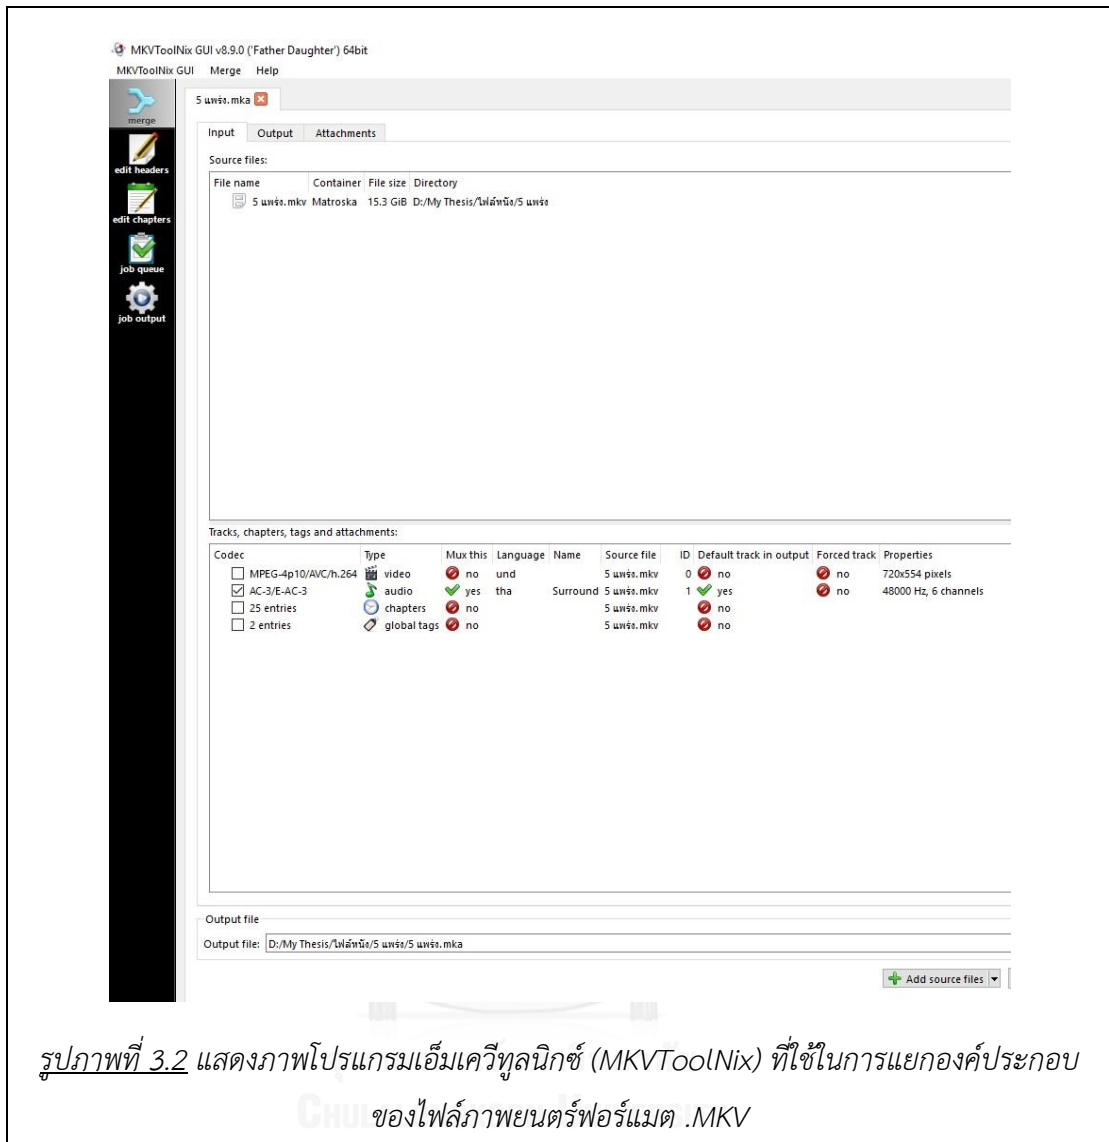 MKVToolNix GUI v8.9.0 ('Father Daughter') 64bit
MKVToolNix GUI Merge Help
merge
edit headers
edit chapters
job queue
job output
5 แพร่ง.mka
Input Output Attachments
Source files:
File name Container File size Directory
5 แพร่ง.mkv Matroska 15.3 GiB D:/My Thesis/ไฟล์หนัง/5 แพร่ง
Tracks, chapters, tags and attachments:
Codec Type Mux this Language Name Source file ID Default track in output Forced track Properties
MPEG-4p10/AVC/h.264 video no und 5 แพร่ง.mkv 0 no no 720x554 pixels
AC-3/E-AC-3 audio yes tha Surround 5 แพร่ง.mkv 1 yes no 48000 Hz, 6 channels
25 entries chapters no 5 แพร่ง.mkv no
2 entries global tags no 5 แพร่ง.mkv no
Output file
Output file: D:/My Thesis/ไฟล์หนัง/5 แพร่ง/5 แพร่ง.mka
Add source files
รูปภาพที่ 3.2 แสดงภาพโปรแกรมเอ็มเควีทูลนิกซ์ (MKVToolNix) ที่ใช้ในการแยกองค์ประกอบ
ของไฟล์ภาพยนตร์ฟอร์แมต .MKV